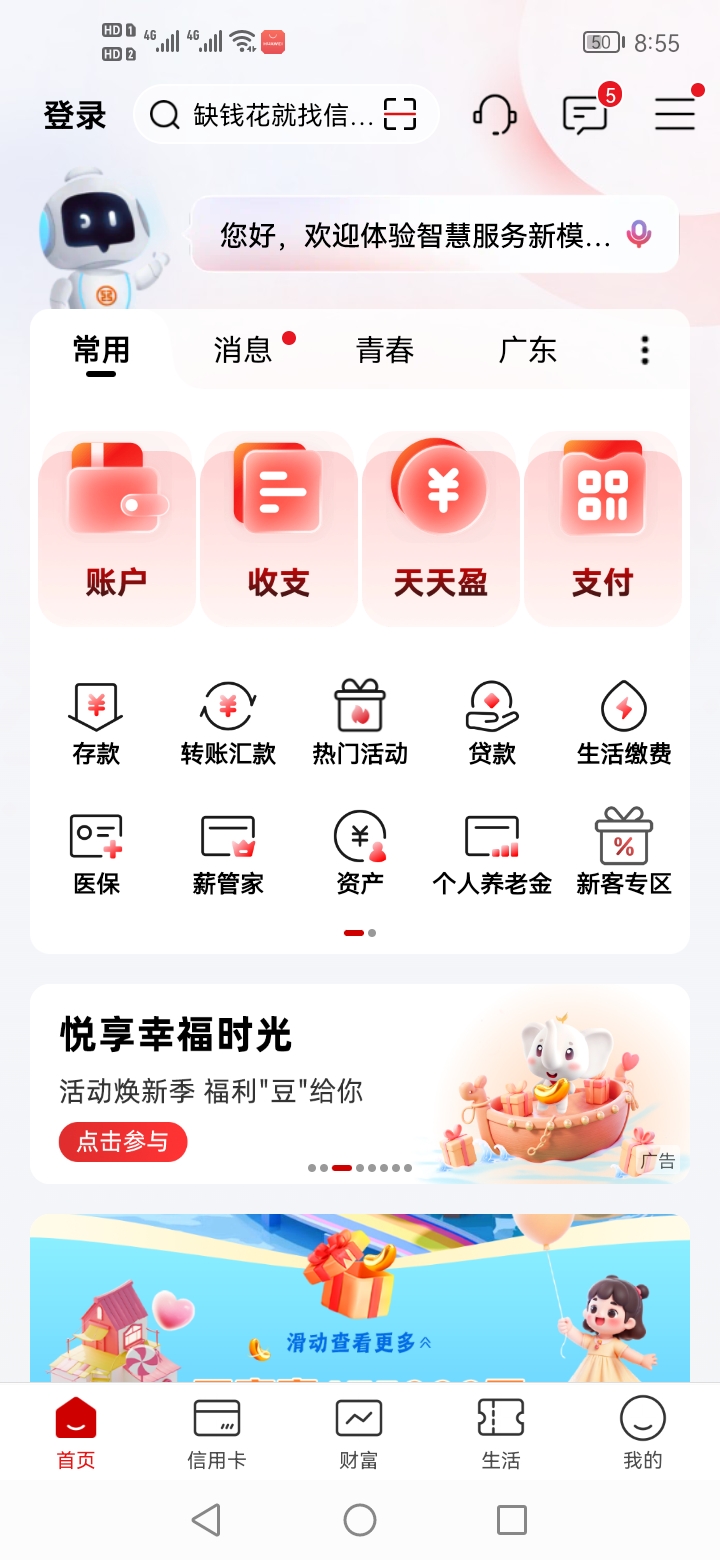 HD 1 4G 4G 50 8:55
HD 2
登录 缺钱花就找信... 5
您好，欢迎体验智慧服务新模...
常用 消息 青春 广东
账户 收支 天天盈 支付
存款 转账汇款 热门活动 贷款 生活缴费
医保 薪管家 资产 个人养老金 新客专区
悦享幸福时光
活动焕新季 福利"豆"给你
点击参与
广告
滑动查看更多
首页 信用卡 财富 生活 我的